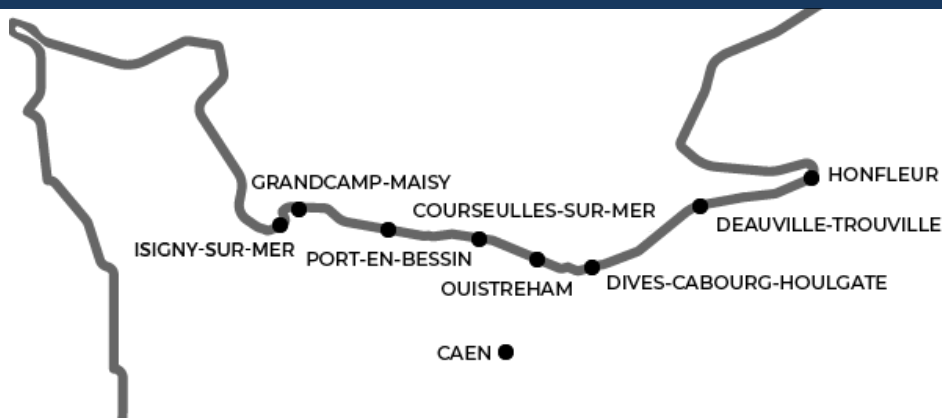 HONFLEUR
GRANDCAMP-MAISY
COURSEULLES-SUR-MER
DEAUVILLE-TROUVILLE
ISIGNY-SUR-MER
PORT-EN-BESSIN
OUISTREHAM
DIVES-CABOURG-HOULGATE
CAEN